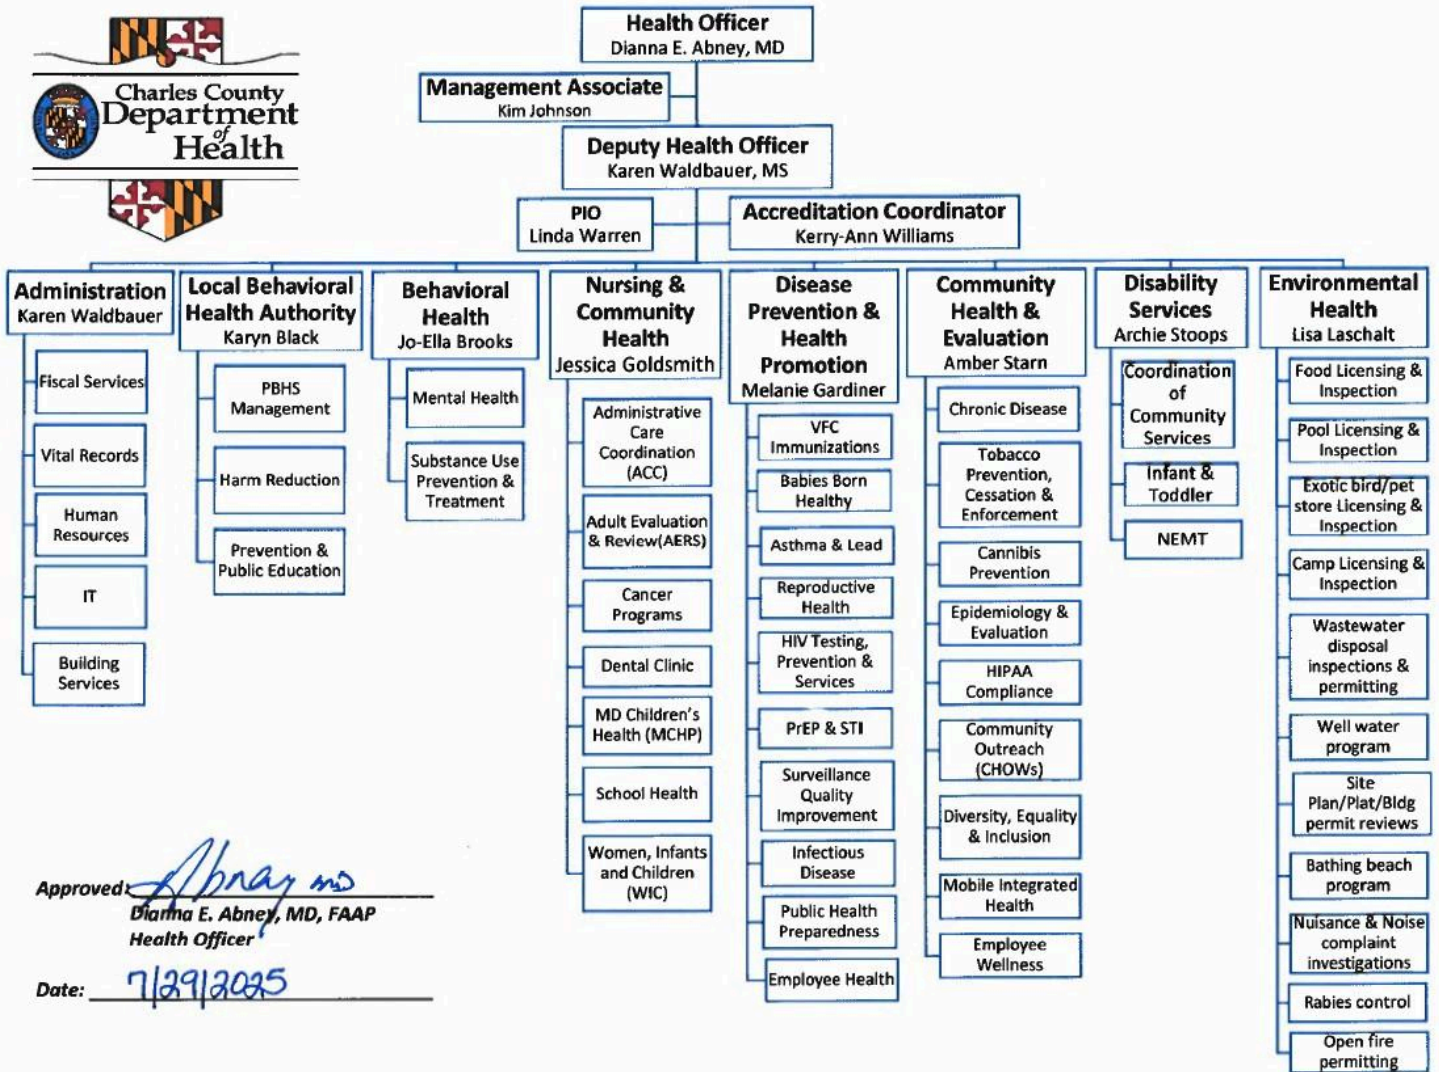 Charles County
Department
of
Health
Health Officer
Dianna E. Abney, MD
Management Associate
Kim Johnson
Deputy Health Officer
Karen Waldbauer, MS
PIO
Linda Warren
Accreditation Coordinator
Kerry-Ann Williams
Administration
Karen Waldbauer
Fiscal Services
Vital Records
Human
Resources
IT
Building
Services
Local Behavioral
Health Authority
Karyn Black
PBHS
Management
Harm Reduction
Prevention &
Public Education
Behavioral
Health
Jo-Ella Brooks
Mental Health
Substance Use
Prevention &
Treatment
Nursing &
Community
Health
Jessica Goldsmith
Administrative
Care
Coordination
(ACC)
Adult Evaluation
& Review(AERS)
Cancer
Programs
Dental Clinic
MD Children's
Health (MCHP)
School Health
Women, Infants
and Children
(WIC)
Disease
Prevention &
Health
Promotion
Melanie Gardiner
VFC
Immunizations
Babies Born
Healthy
Asthma & Lead
Reproductive
Health
HIV Testing,
Prevention &
Services
PrEP & STI
Surveillance
Quality
Improvement
Infectious
Disease
Public Health
Preparedness
Employee Health
Community
Health &
Evaluation
Amber Starn
Chronic Disease
Tobacco
Prevention,
Cessation &
Enforcement
Cannibis
Prevention
Epidemiology &
Evaluation
HIPAA
Compliance
Community
Outreach
(CHOWs)
Diversity, Equality
& Inclusion
Mobile Integrated
Health
Employee
Wellness
Disability
Services
Archie Stoops
Coordination
of
Community
Services
Infant &
Toddler
NEMT
Environmental
Health
Lisa Laschalt
Food Licensing &
Inspection
Pool Licensing &
Inspection
Exotic bird/pet
store Licensing &
Inspection
Camp Licensing &
Inspection
Wastewater
disposal
inspections &
permitting
Well water
program
Site
Plan/Plat/Bldg
permit reviews
Bathing beach
program
Nuisance & Noise
complaint
investigations
Rabies control
Open fire
permitting
Approved: Abney MD
Dianna E. Abney, MD, FAAP
Health Officer
Date: 7/29/2025